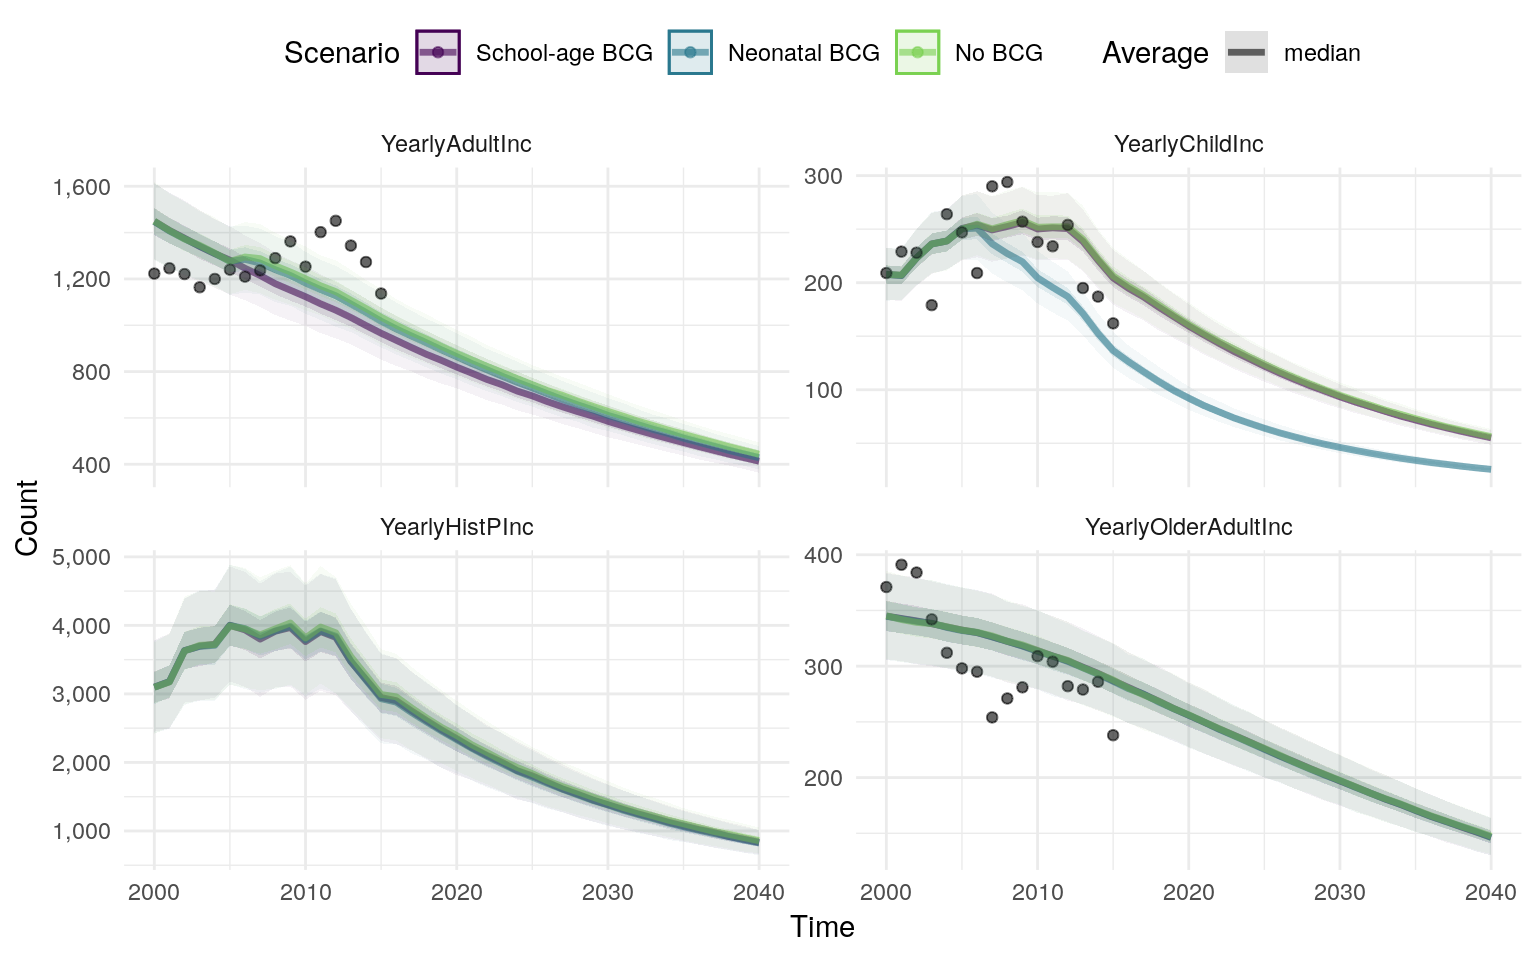 Scenario School-age BCG Neonatal BCG No BCG Average median
YearlyAdultInc YearlyChildInc
1,600
1,200
800
400
300
200
100
Count
YearlyHistPInc YearlyOlderAdultInc
5,000
4,000
3,000
2,000
1,000
400
300
200
2000 2010 2020 2030 2040 2000 2010 2020 2030 2040
Time